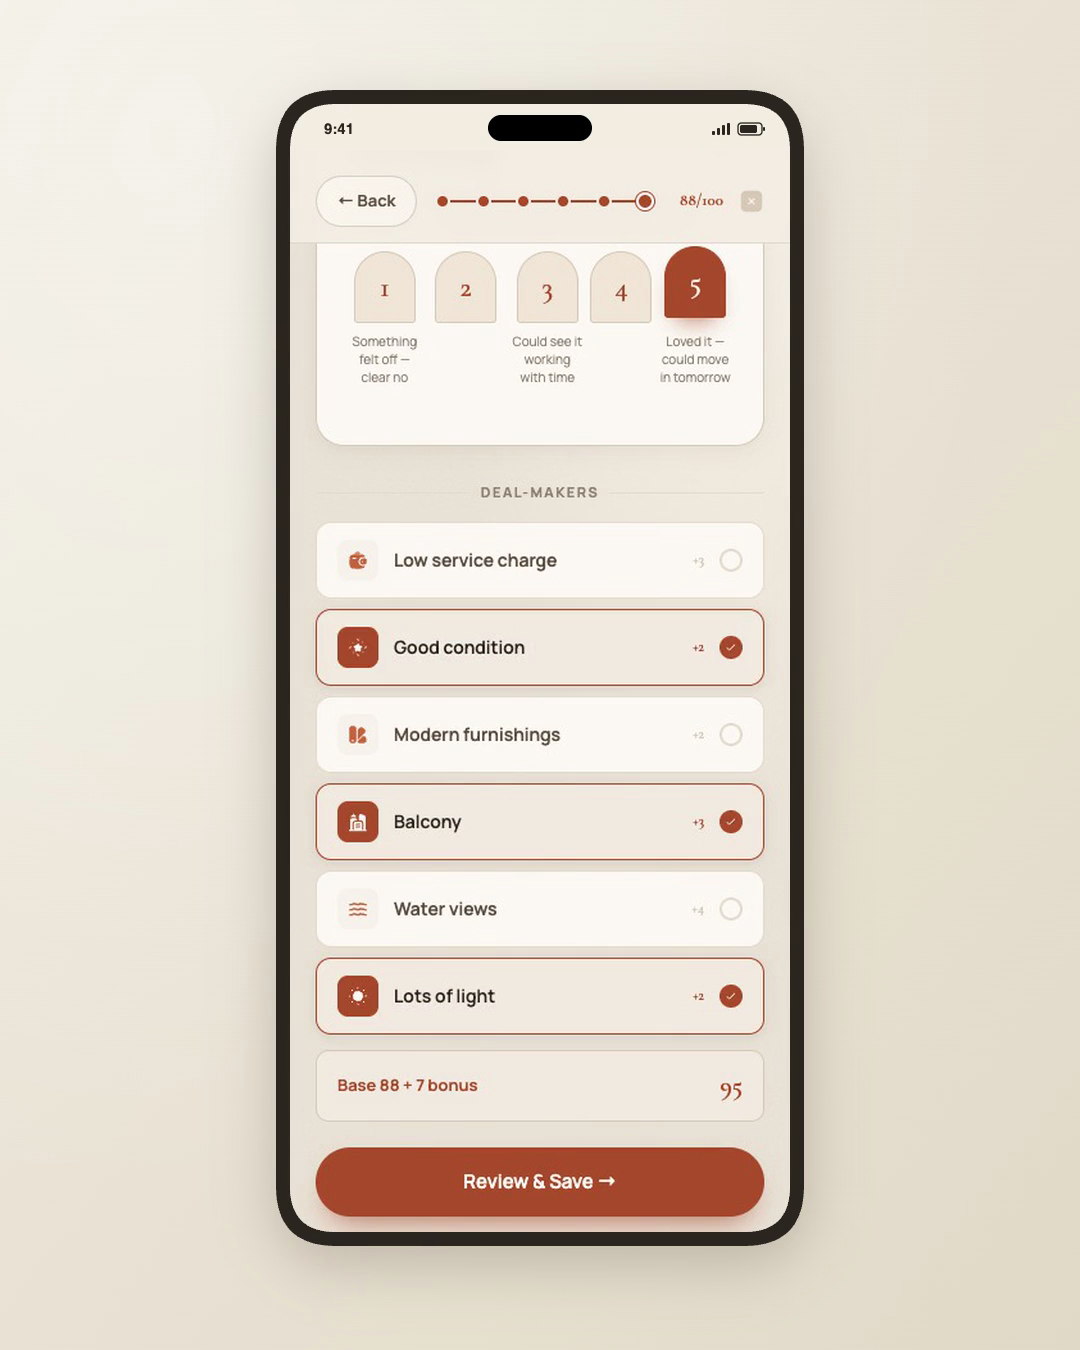 9:41
← Back
88/100
1 2 3 4 5
Something
felt off —
clear no
Could see it
working
with time
Loved it —
could move
in tomorrow
DEAL-MAKERS
Low service charge +3
Good condition +2
Modern furnishings +2
Balcony +3
Water views +4
Lots of light +2
Base 88 + 7 bonus 95
Review & Save →